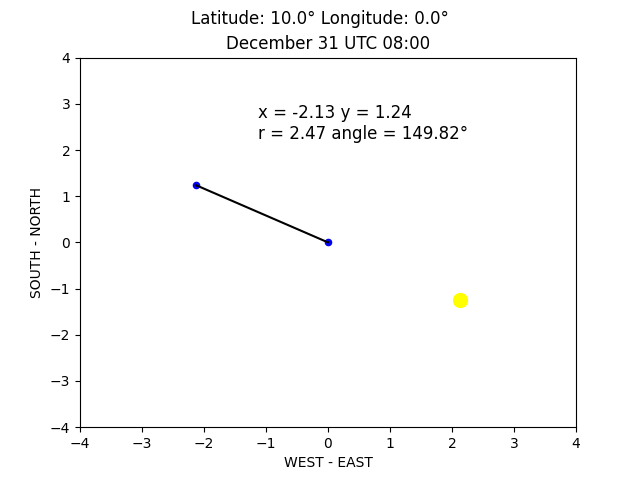 Latitude: 10.0° Longitude: 0.0°
December 31 UTC 08:00
x = -2.13 y = 1.24
r = 2.47 angle = 149.82°
SOUTH - NORTH
4
3
2
1
0
−1
−2
−3
−4
−4 −3 −2 −1 0 1 2 3 4
WEST - EAST